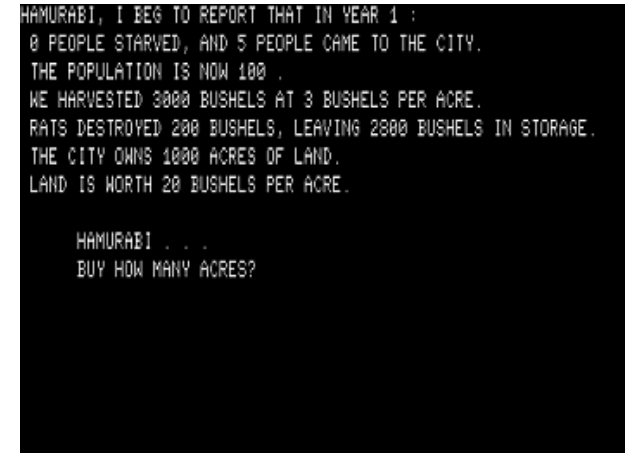 HAMURABI, I BEG TO REPORT THAT IN YEAR 1 :
0 PEOPLE STARVED, AND 5 PEOPLE CAME TO THE CITY.
THE POPULATION IS NOW 100 .
WE HARVESTED 3000 BUSHELS AT 3 BUSHELS PER ACRE.
RATS DESTROYED 200 BUSHELS, LEAVING 2800 BUSHELS IN STORAGE.
THE CITY OWNS 1000 ACRES OF LAND.
LAND IS WORTH 20 BUSHELS PER ACRE.
HAMURABI . . .
BUY HOW MANY ACRES?